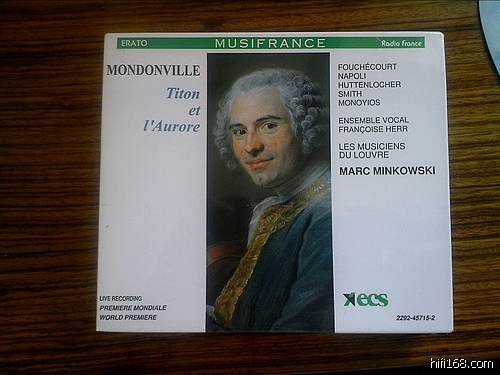 ERATO MUSIFRANCE Radio France
MONDONVILLE
Titon
et
l'Aurore
FOUCHÉCOURT
NAPOLI
HUTTENLOCHER
SMITH
MONOYIOS
ENSEMBLE VOCAL
FRANÇOISE HERR
LES MUSICIENS
DU LOUVRE
MARC MINKOWSKI
LIVE RECORDING
PREMIERE MONDIALE
WORLD PREMIERE
ecs
2292-45715-2
hifi168.com